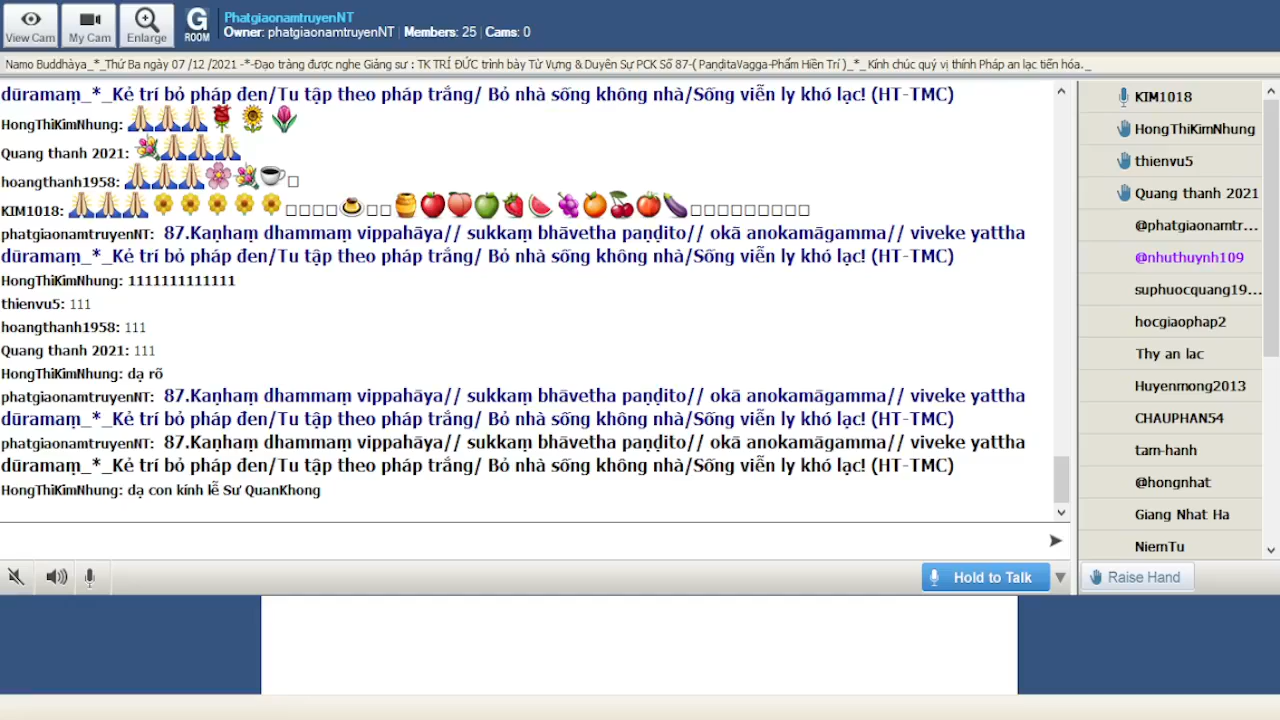 View Cam
My Cam
Enlarge
G
ROOM
PhatgiaonamtruyenNT
Owner: phatgiaonamtruyenNT | Members: 25 | Cams: 0
Namo Buddhàya_*_Thứ Ba ngày 07 /12 /2021 -*-Đạo tràng được nghe Giảng sư : TK TRÍ ĐỨC trình bày Từ Vựng & Duyên Sự PCK Số 87-( PaṇḍitaVagga-Phẩm Hiền Trí )_*_ Kính chúc quý vị thính Pháp an lạc tiến hóa._
dūramaṃ_*_Kẻ trí bỏ pháp đen/Tu tập theo pháp trắng/ Bỏ nhà sống không nhà/Sống viễn ly khó lạc! (HT-TMC)
HongThiKimNhung: 🙏🙏🙏🌹🌻🌷
Quang thanh 2021: 💐🙏🙏🙏
hoangthanh1958: 🙏🙏🙏🌸💐☕□
KIM1018: 🙏🙏🙏🌼🌼🌼🌼🌼□□□□🍮□□🍯🍎🍑🍏🍓🍉🍇🍊🍒🍅🍆□□□□□□□□□
phatgiaonamtruyenNT: 87.Kaṇhaṃ dhammaṃ vippahāya// sukkaṃ bhāvetha paṇḍito// okā anokamāgamma// viveke yattha
dūramaṃ_*_Kẻ trí bỏ pháp đen/Tu tập theo pháp trắng/ Bỏ nhà sống không nhà/Sống viễn ly khó lạc! (HT-TMC)
HongThiKimNhung: 1111111111111
thienvu5: 111
hoangthanh1958: 111
Quang thanh 2021: 111
HongThiKimNhung: dạ rõ
phatgiaonamtruyenNT: 87.Kaṇhaṃ dhammaṃ vippahāya// sukkaṃ bhāvetha paṇḍito// okā anokamāgamma// viveke yattha
dūramaṃ_*_Kẻ trí bỏ pháp đen/Tu tập theo pháp trắng/ Bỏ nhà sống không nhà/Sống viễn ly khó lạc! (HT-TMC)
phatgiaonamtruyenNT: 87.Kaṇhaṃ dhammaṃ vippahāya// sukkaṃ bhāvetha paṇḍito// okā anokamāgamma// viveke yattha
dūramaṃ_*_Kẻ trí bỏ pháp đen/Tu tập theo pháp trắng/ Bỏ nhà sống không nhà/Sống viễn ly khó lạc! (HT-TMC)
HongThiKimNhung: dạ con kính lễ Sư QuanKhong
Hold to Talk
KIM1018
HongThiKimNhung
thienvu5
Quang thanh 2021
@phatgiaonamtr...
@nhuthuynh109
suphuocquang19...
hocgiaophap2
Thy an lac
Huyenmong2013
CHAUPHAN54
tam-hanh
@hongnhat
Giang Nhat Ha
NiemTu
Raise Hand